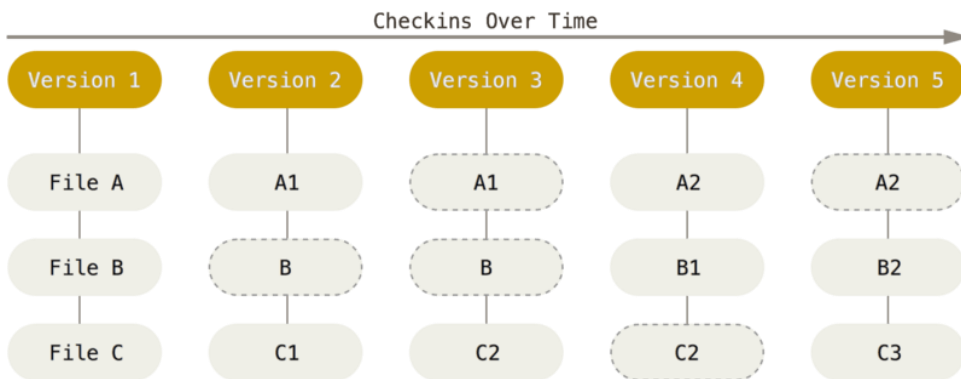 Checkins Over Time
Version 1 Version 2 Version 3 Version 4 Version 5
File A A1 A1 A2 A2
File B B B B1 B2
File C C1 C2 C2 C3